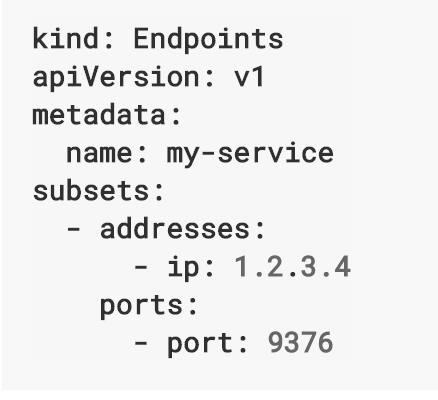 kind: Endpoints
apiVersion: v1
metadata:
  name: my-service
subsets:
  - addresses:
      - ip: 1.2.3.4
    ports:
      - port: 9376